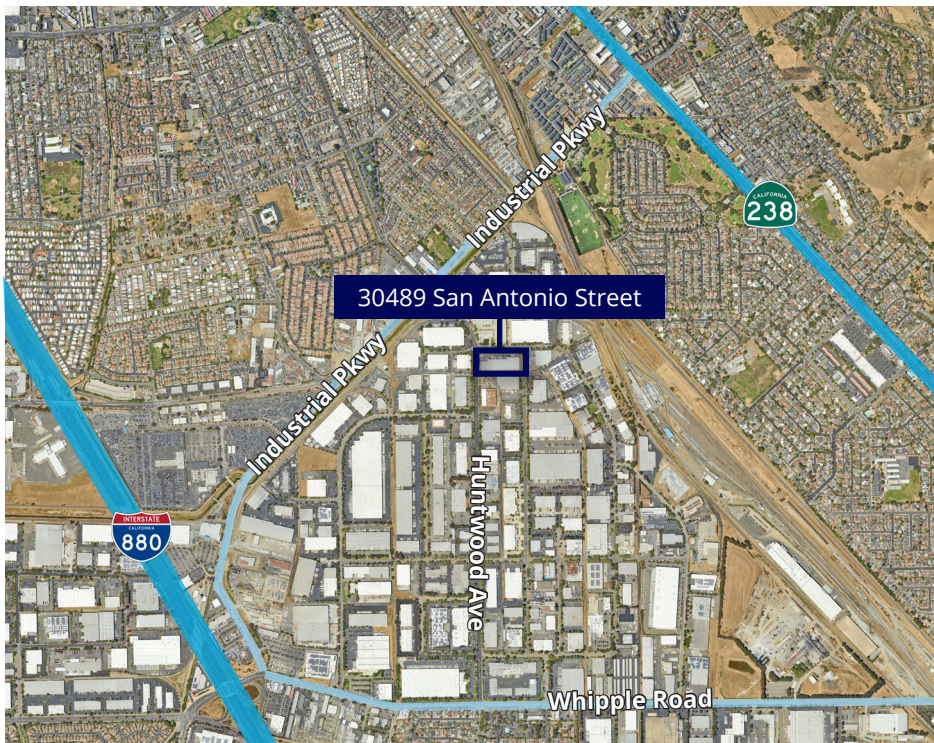 Industrial Pkwy
CALIFORNIA
238
30489 San Antonio Street
Industrial Pkwy
Huntwood Ave
INTERSTATE
CALIFORNIA
880
Whipple Road